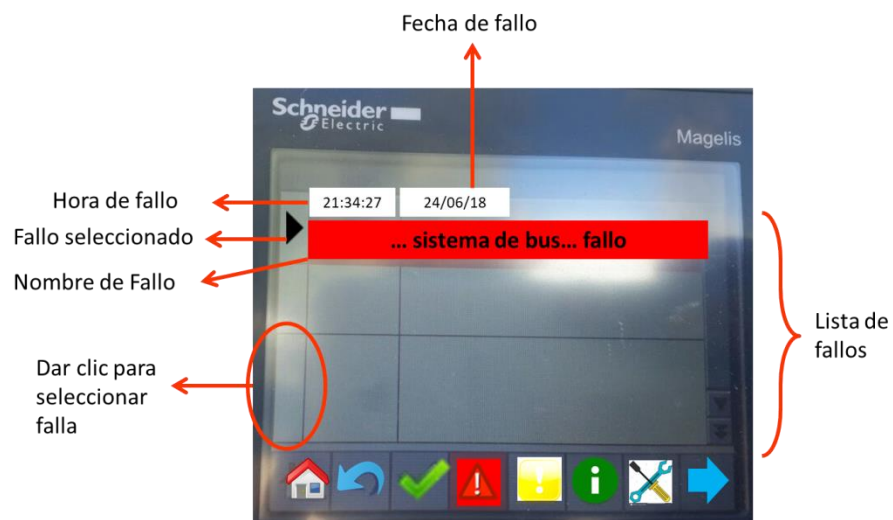 Fecha de fallo
Schneider
Electric
Magelis
Hora de fallo
21:34:27
24/06/18
Fallo seleccionado
... sistema de bus... fallo
Nombre de Fallo
Lista de
fallos
Dar clic para
seleccionar
falla